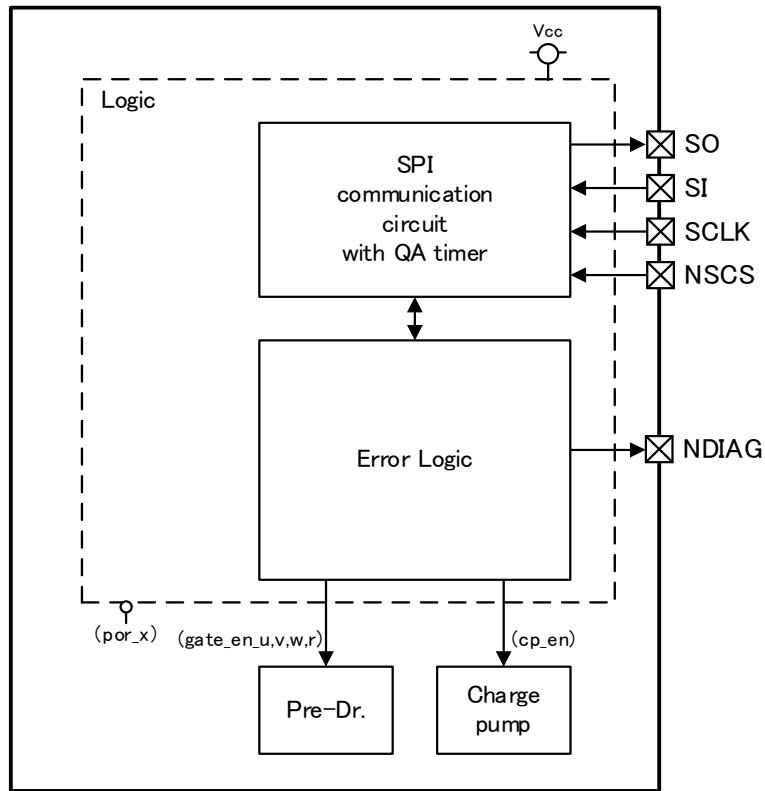 Vcc
Logic
SPI
communication
circuit
with QA timer
SO
SI
SCLK
NSCS
Error Logic
NDIAG
(por_x)
(gate_en_u,v,w,r)
(cp_en)
Pre-Dr.
Charge
pump